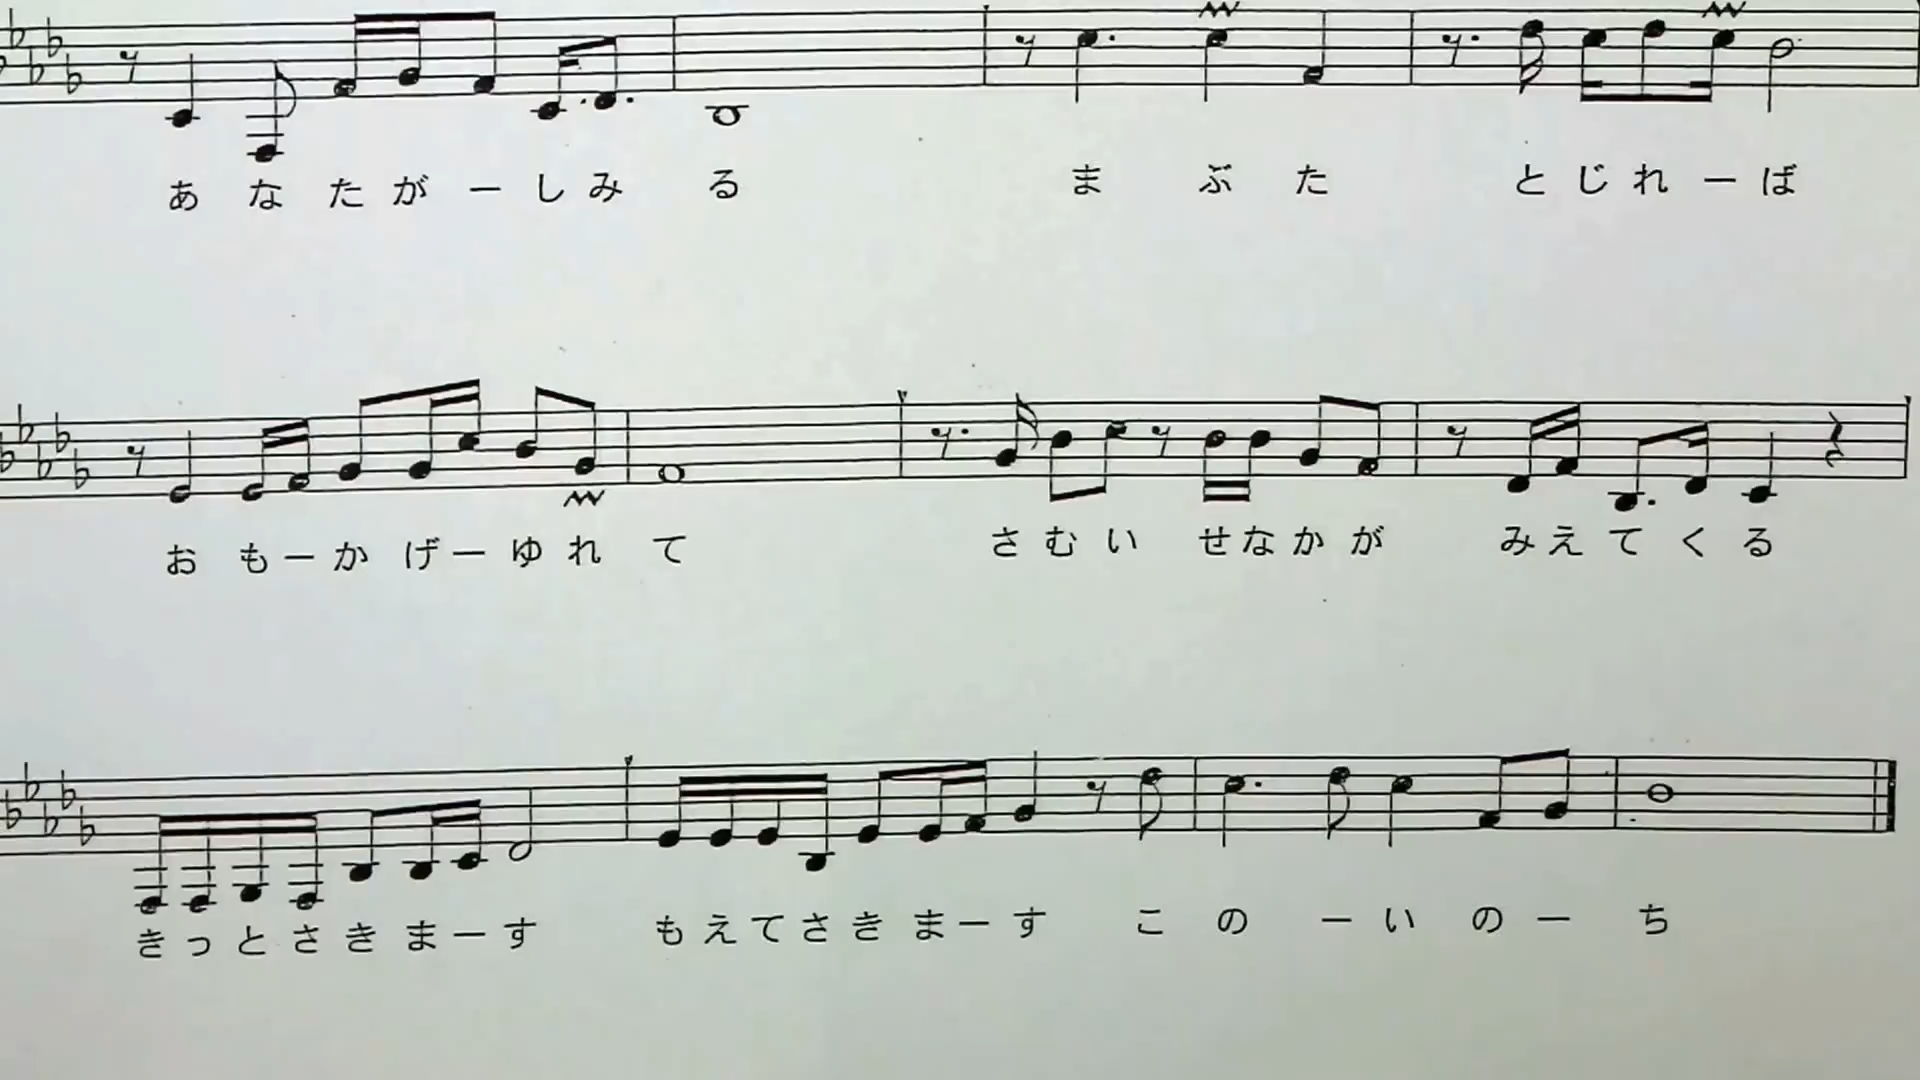 あなたがーしみる まぶた とじれーば
おもーかげーゆれて さむい せなかが みえてくる
きっとさきまーす もえてさきまーす この ーいのー ち